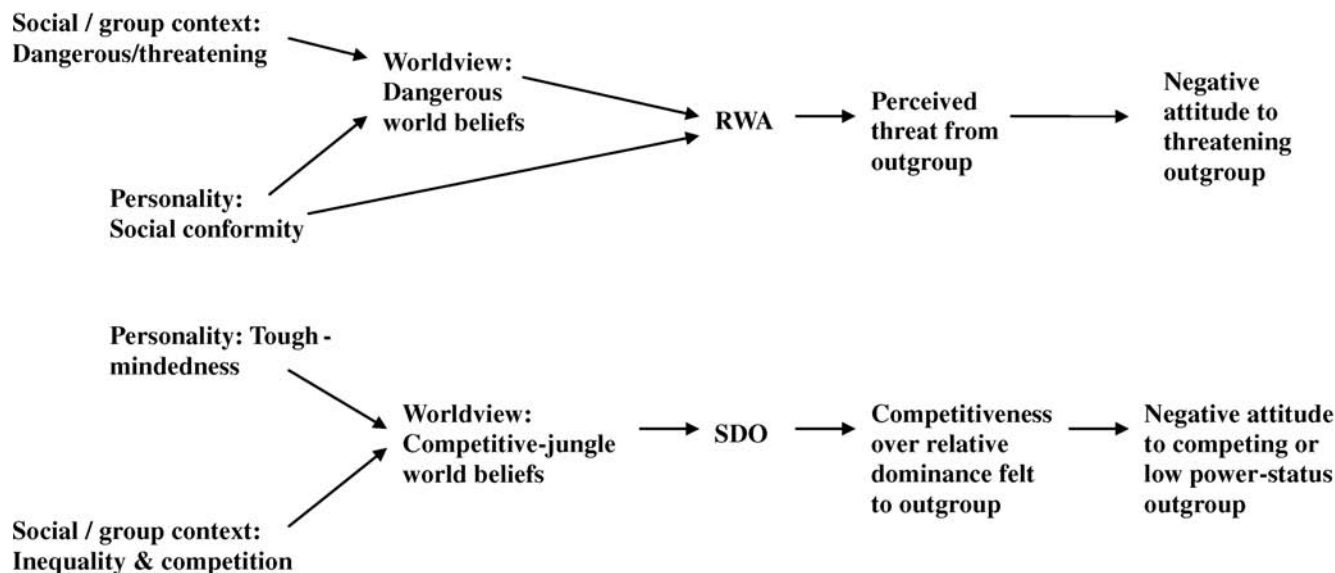 Social / group context:
Dangerous/threatening
Worldview:
Dangerous
world beliefs
Personality:
Social conformity
RWA
Perceived
threat from
outgroup
Negative
attitude to
threatening
outgroup
Personality: Tough -
mindedness
Social / group context:
Inequality & competition
Worldview:
Competitive-jungle
world beliefs
SDO
Competitiveness
over relative
dominance felt
to outgroup
Negative attitude
to competing or
low power-status
outgroup